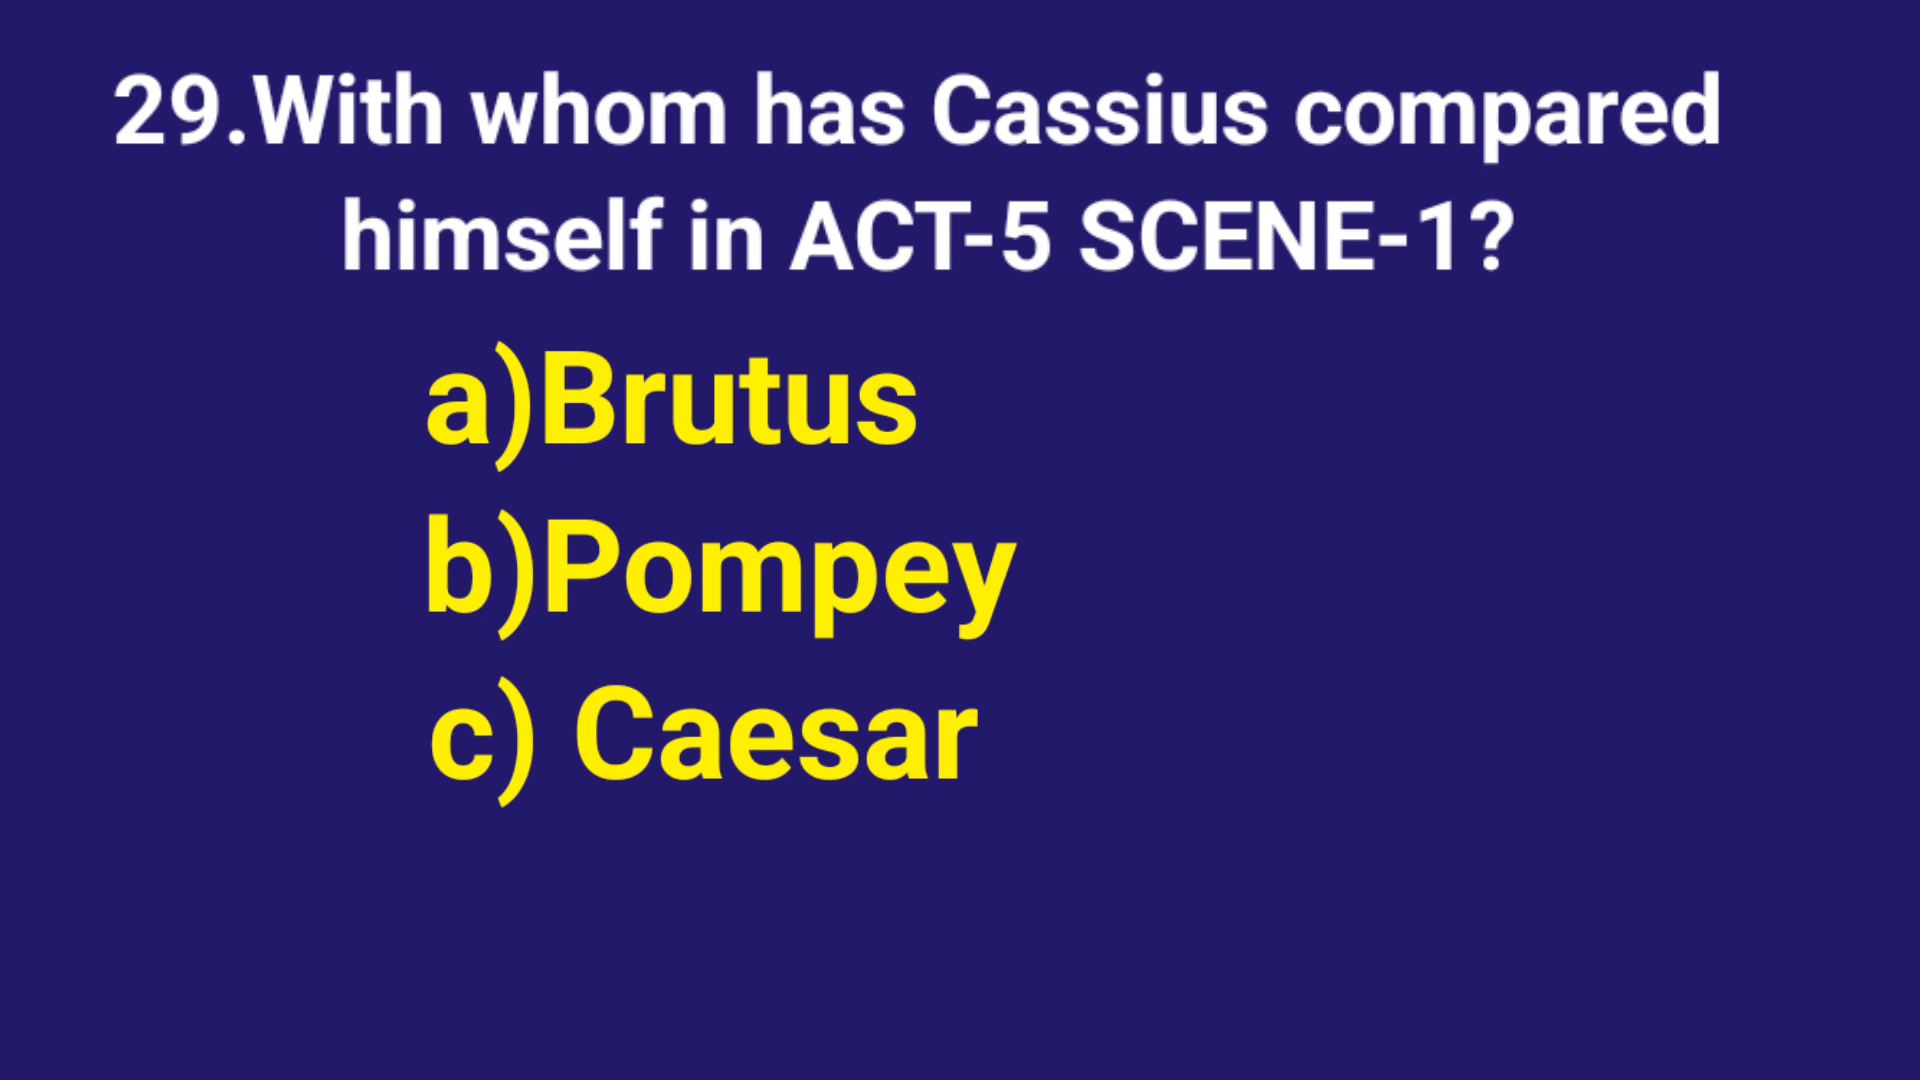 29.With whom has Cassius compared
himself in ACT-5 SCENE-1?
a)Brutus
b)Pompey
c) Caesar